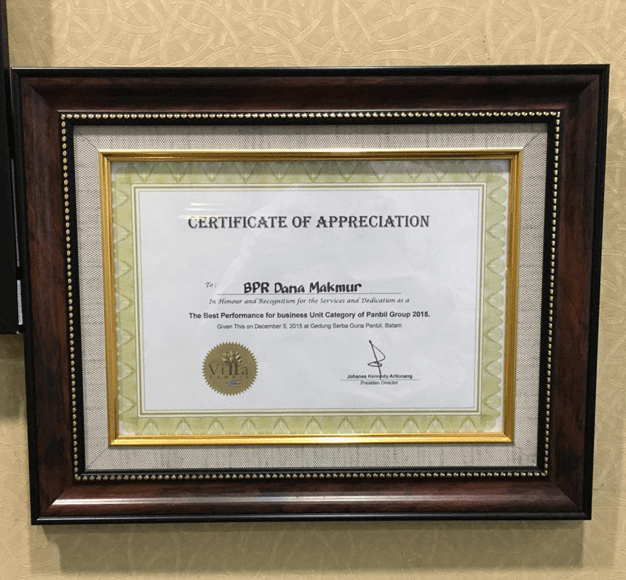 CERTIFICATE OF APPRECIATION
To : BPR Dana Makmur
In Honour and Recognition for the Services and Dedication as a
The Best Performance for business Unit Category of Panbil Group 2015.
Given This on December 5, 2015 at Gedung Serba Guna Panbil, Batam
Villa
Johanes Kennedy Aritonang
Presiden Director